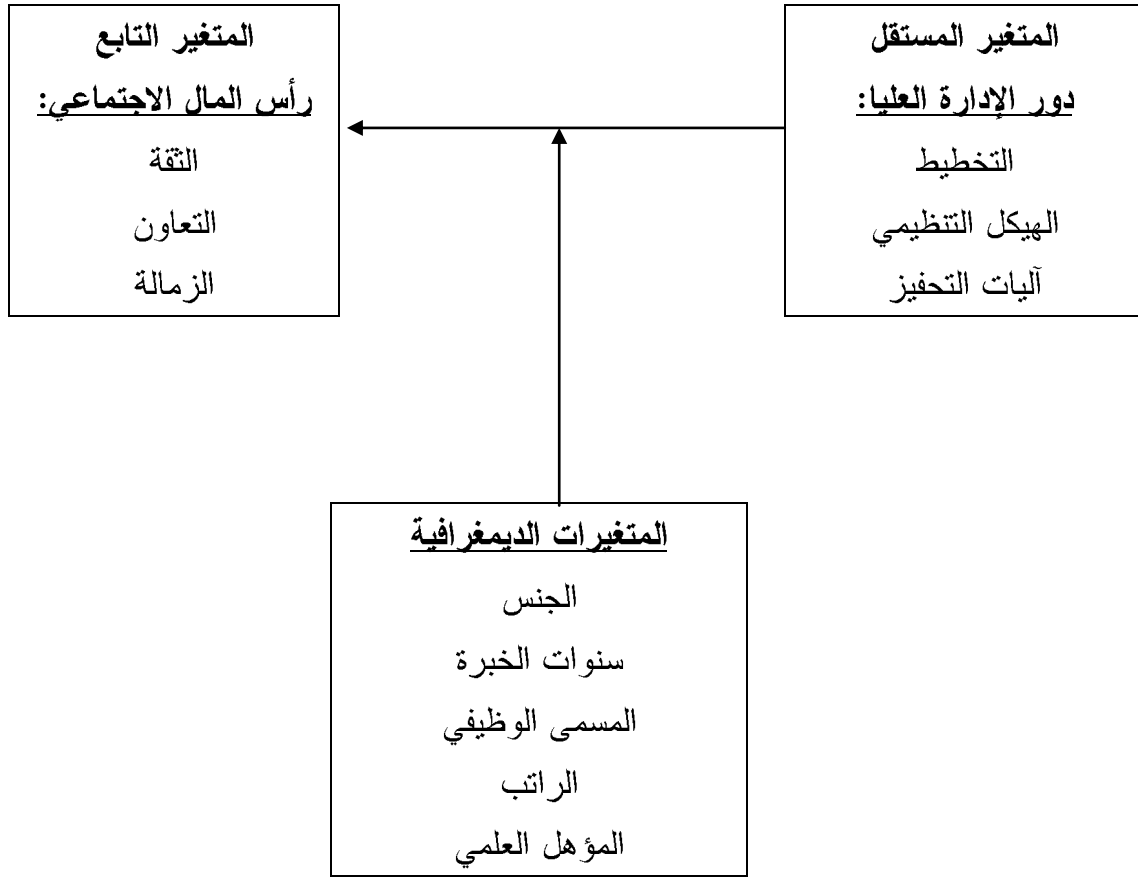 المتغير المستقل
دور الإدارة العليا:
التخطيط
الهيكل التنظيمي
آليات التحفيز
المتغير التابع
رأس المال الاجتماعي:
الثقة
التعاون
الزمالة
المتغيرات الديمغرافية
الجنس
سنوات الخبرة
المسمى الوظيفي
الراتب
المؤهل العلمي